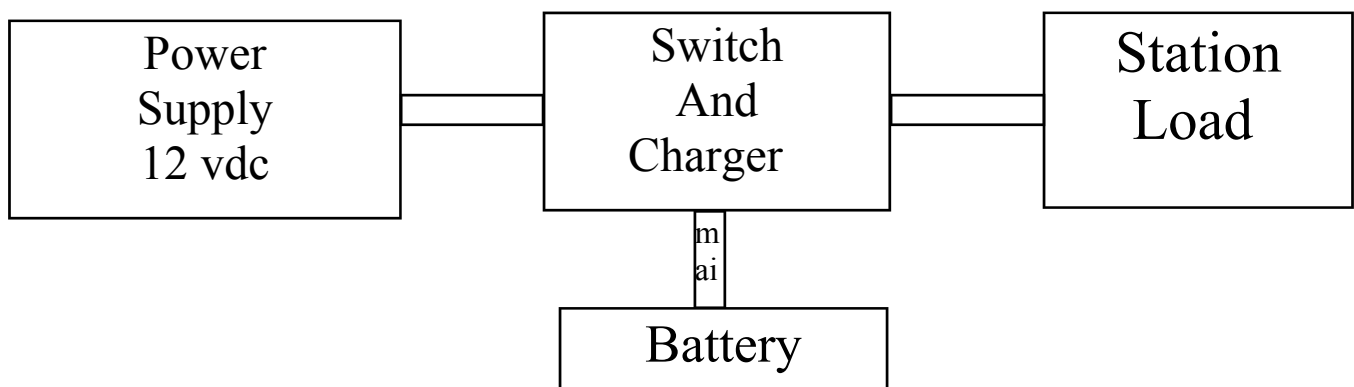 Power
Supply
12 vdc
Switch
And
Charger
Station
Load
m
ai
Battery